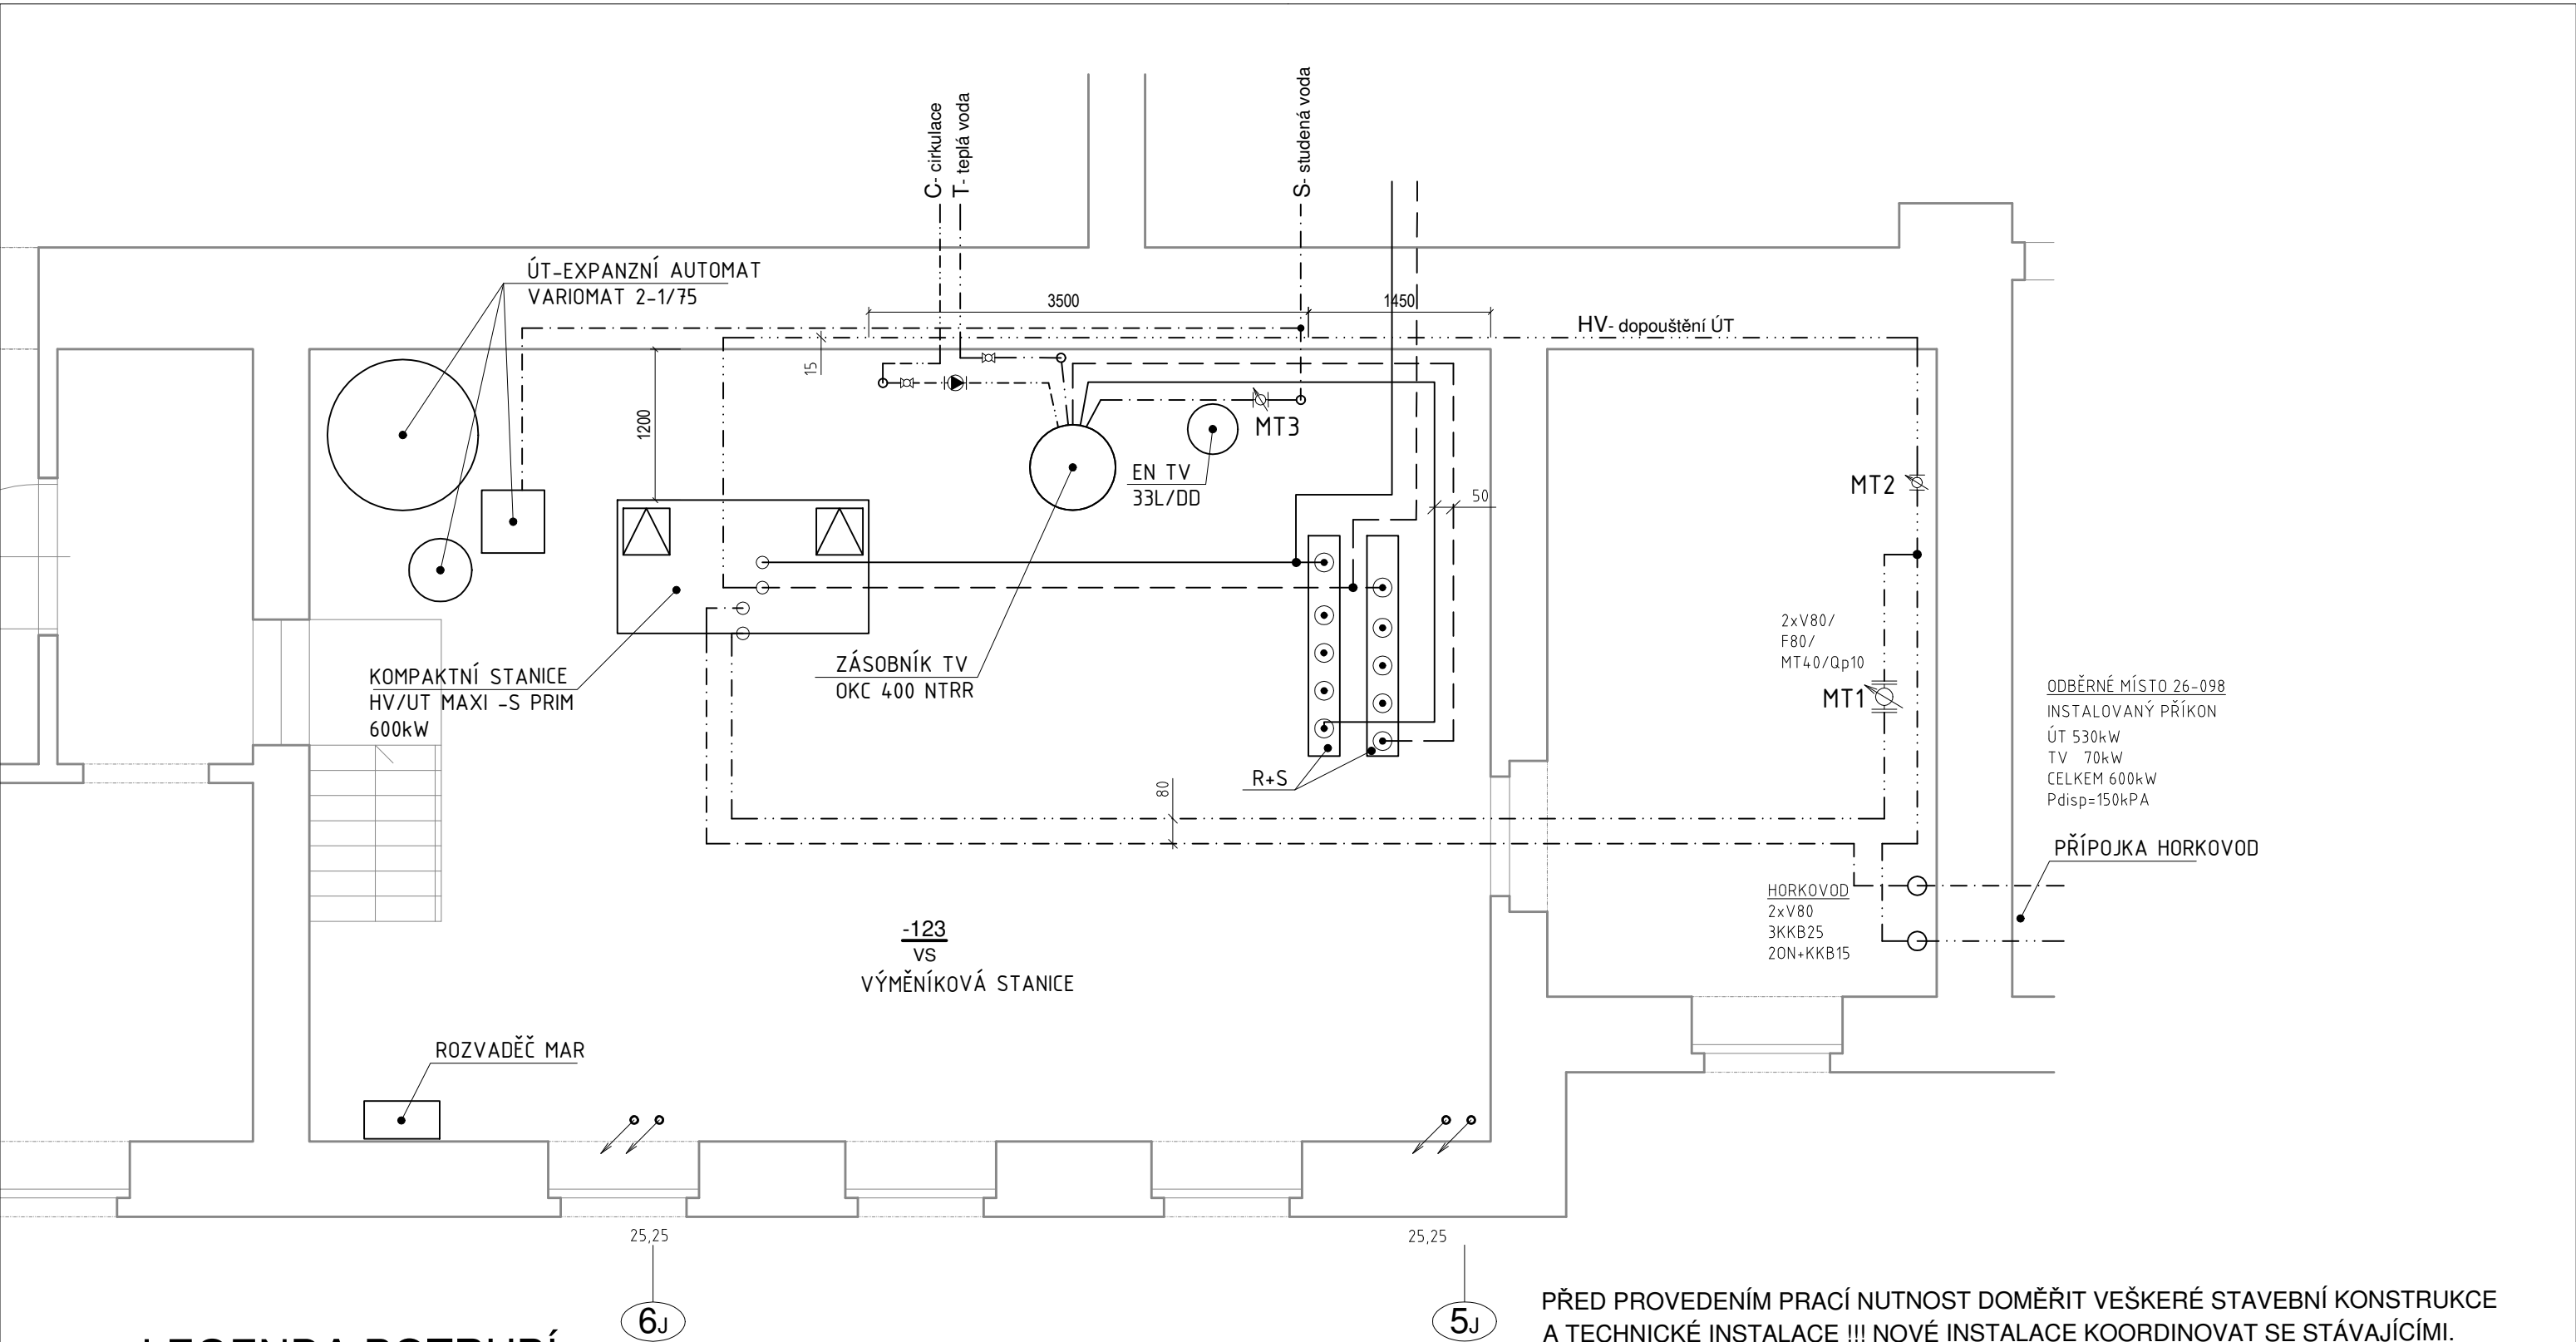 C- cirkulace
T- teplá voda
S- studená voda
ÚT-EXPANZNÍ AUTOMAT
VARIOMAT 2-1/75
3500
1450
HV- dopouštění ÚT
15
1200
MT3
EN TV
33L/DD
50
MT2
2xV80/
F80/
MT40/Qp10
MT1
KOMPAKTNÍ STANICE
HV/UT MAXI -S PRIM
600kW
ZÁSOBNÍK TV
OKC 400 NTRR
ODBĚRNÉ MÍSTO 26-098
INSTALOVANÝ PŘÍKON
ÚT 530kW
TV 70kW
CELKEM 600kW
Pdisp=150kPA
R+S
80
PŘÍPOJKA HORKOVOD
HORKOVOD
2xV80
3KKB25
2ON+KKB15
-123
VS
VÝMĚNÍKOVÁ STANICE
ROZVADĚČ MAR
25,25
25,25
6J
5J
PŘED PROVEDENÍM PRACÍ NUTNOST DOMĚŘIT VEŠKERÉ STAVEBNÍ KONSTRUKCE
A TECHNICKÉ INSTALACE !!! NOVÉ INSTALACE KOORDINOVAT SE STÁVAJÍCÍMI.
LEGENDA POTRUBÍ